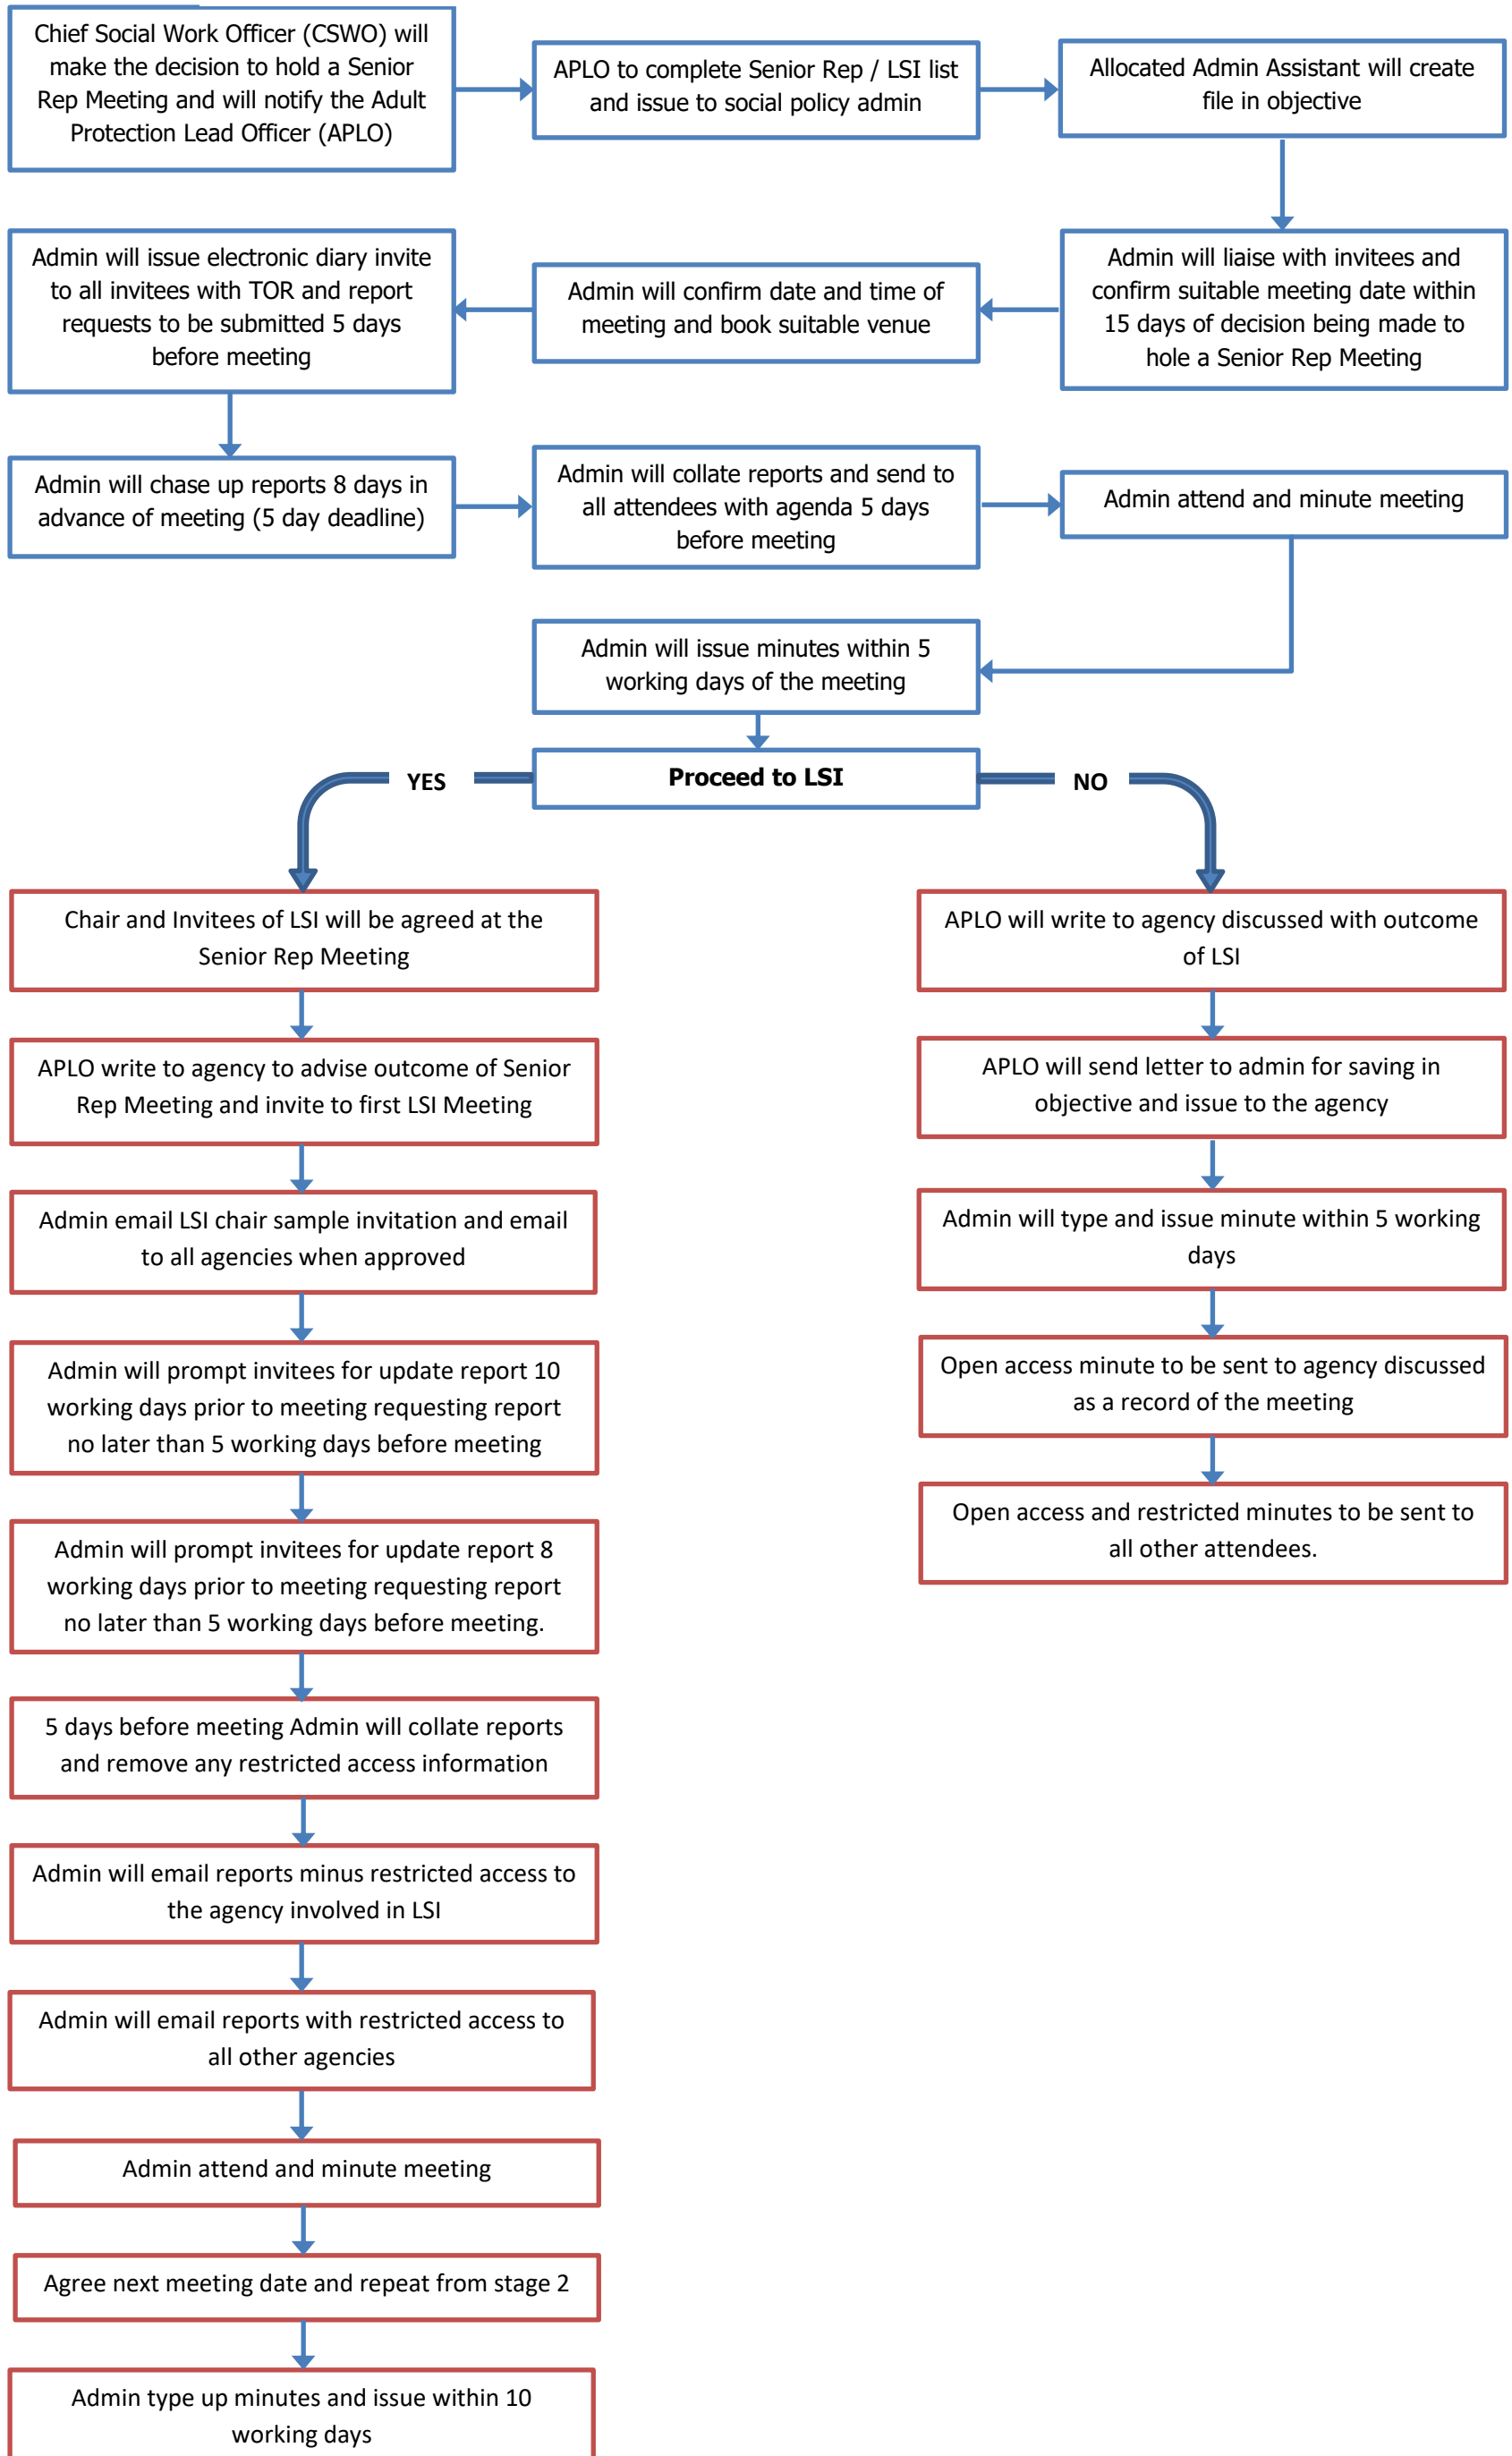 Chief Social Work Officer (CSWO) will
make the decision to hold a Senior
Rep Meeting and will notify the Adult
Protection Lead Officer (APLO)
APLO to complete Senior Rep / LSI list
and issue to social policy admin
Allocated Admin Assistant will create
file in objective
Admin will liaise with invitees and
confirm suitable meeting date within
15 days of decision being made to
hole a Senior Rep Meeting
Admin will confirm date and time of
meeting and book suitable venue
Admin will issue electronic diary invite
to all invitees with TOR and report
requests to be submitted 5 days
before meeting
Admin will chase up reports 8 days in
advance of meeting (5 day deadline)
Admin will collate reports and send to
all attendees with agenda 5 days
before meeting
Admin attend and minute meeting
Admin will issue minutes within 5
working days of the meeting
Proceed to LSI
YES
NO
Chair and Invitees of LSI will be agreed at the
Senior Rep Meeting
APLO write to agency to advise outcome of Senior
Rep Meeting and invite to first LSI Meeting
Admin email LSI chair sample invitation and email
to all agencies when approved
Admin will prompt invitees for update report 10
working days prior to meeting requesting report
no later than 5 working days before meeting
Admin will prompt invitees for update report 8
working days prior to meeting requesting report
no later than 5 working days before meeting.
5 days before meeting Admin will collate reports
and remove any restricted access information
Admin will email reports minus restricted access to
the agency involved in LSI
Admin will email reports with restricted access to
all other agencies
Admin attend and minute meeting
Agree next meeting date and repeat from stage 2
Admin type up minutes and issue within 10
working days
APLO will write to agency discussed with outcome
of LSI
APLO will send letter to admin for saving in
objective and issue to the agency
Admin will type and issue minute within 5 working
days
Open access minute to be sent to agency discussed
as a record of the meeting
Open access and restricted minutes to be sent to
all other attendees.